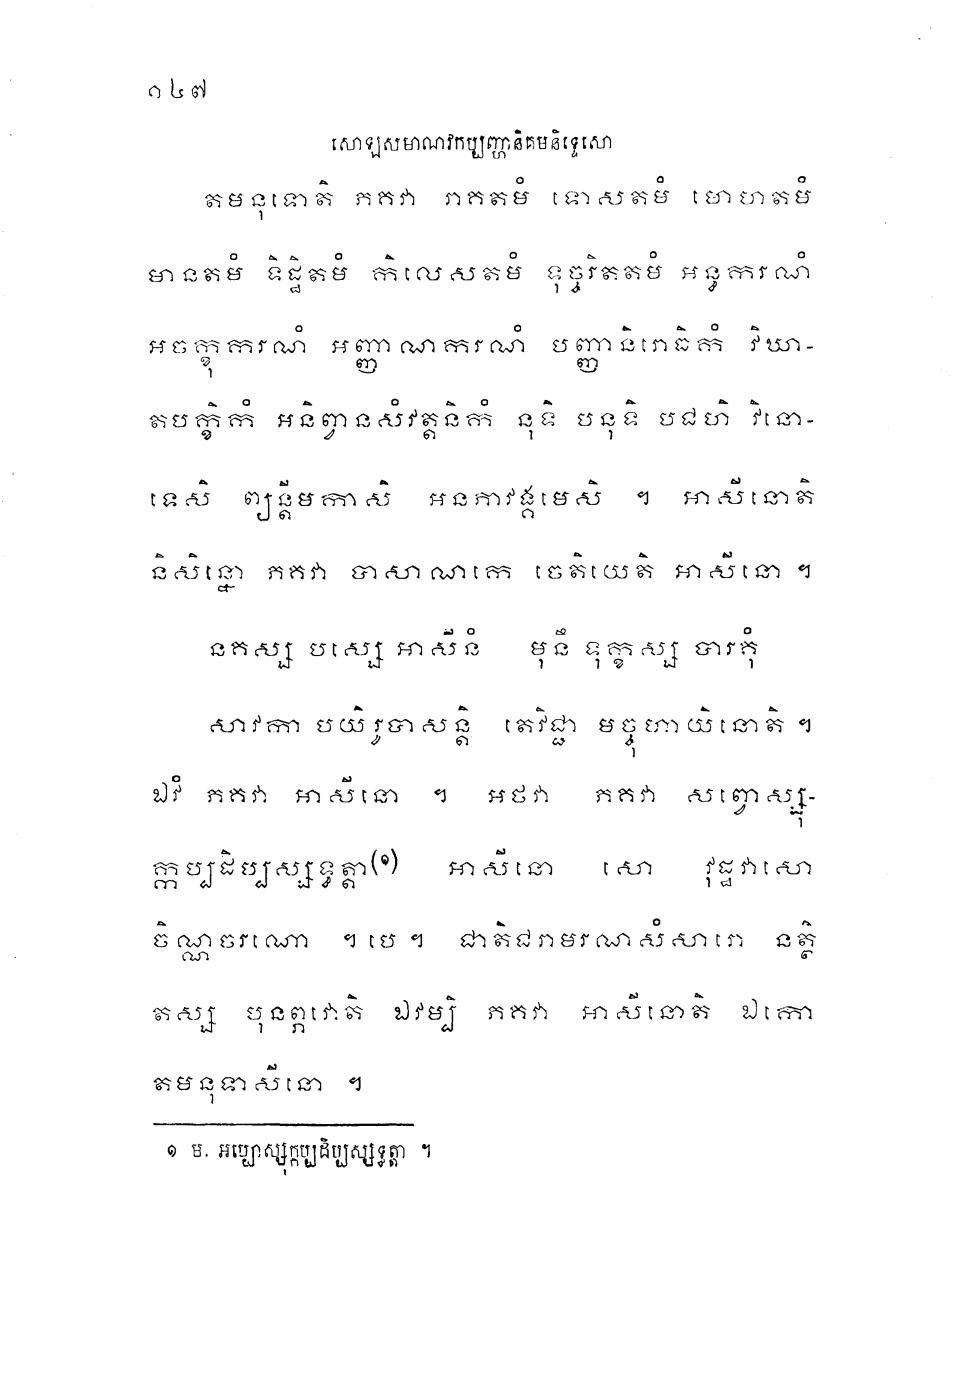 ១៤៧
សោឡសមាណវកប្បញ្ហានិគមនិទ្ទេសោ
តមនុទោតិ ភគវា រាគតមំ ទោសតមំ មោហតមំ
មានតមំ ទិដ្ឋិតមំ កិលេសតមំ ទុច្ចរិតតមំ អន្ធករណំ
អចក្ខុករណំ អញ្ញាណករណំ បញ្ញានិរោធិកំ វិឃា-
តបក្ខិកំ អនិព្វានសំវត្តនិកំ នុទិ បនុទិ បជហិ វិនោ-
ទេសិ ព្យន្តីមកាសិ អនភាវង្គមេសិ ។ អាសីនោតិ
និសិន្នោ ភគវា បាសាណកេ ចេតិយេតិ អាសីនោ ។
នគស្ស បស្សេ អាសីនំ មុនឹ ទុក្ខស្ស បារគុំ
សាវកា បយិរូបាសន្តិ តេវិជ្ជា មច្ចុហាយិនោតិ ។
ឯវំ ភគវា អាសីនោ ។ អថវា ភគវា សព្វោស្សុ-
ក្កប្បដិប្បស្សទ្ធត្តា(១) អាសីនោ សោ វុដ្ឋវាសោ
ចិណ្ណចរណោ ។ បេ ។ ជាតិជរាមរណសំសារោ នត្ថិ
តស្ស បុនព្ភវោតិ ឯវម្បិ ភគវា អាសីនោតិ ឯកោ
តមនុទាសីនោ ។
១ ម. អប្បោស្សុក្កប្បដិប្បស្សទ្ធត្តា ។